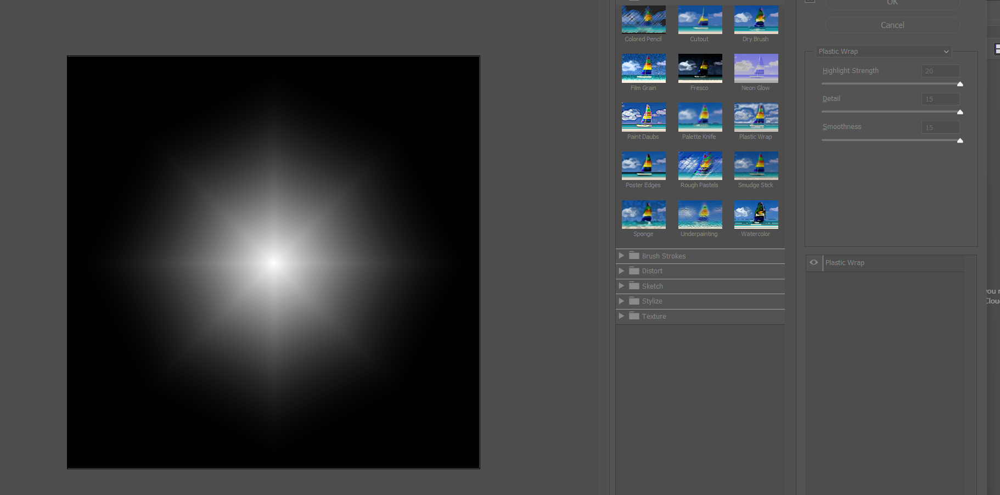 OK
Cancel
Colored Pencil
Cutout
Dry Brush
Film Grain
Fresco
Neon Glow
Paint Daubs
Palette Knife
Plastic Wrap
Poster Edges
Rough Pastels
Smudge Stick
Sponge
Underpainting
Watercolor
Brush Strokes
Distort
Sketch
Stylize
Texture
Plastic Wrap
Highlight Strength 20
Detail 15
Smoothness 15
Plastic Wrap
you
Clou